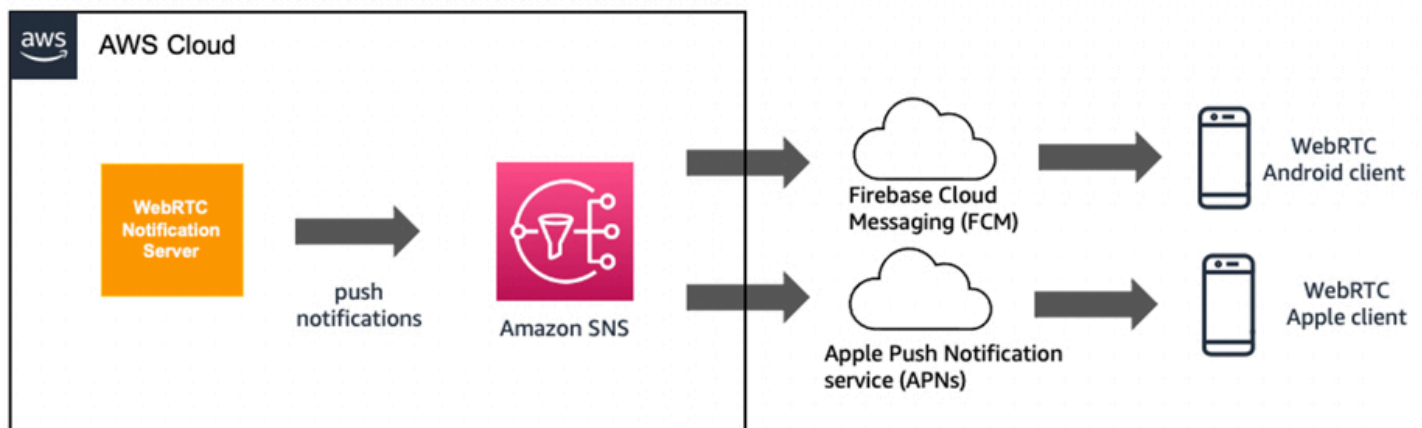 aws
AWS Cloud
WebRTC
Notification
Server
push
notifications
Amazon SNS
Firebase Cloud
Messaging (FCM)
WebRTC
Android client
Apple Push Notification
service (APNs)
WebRTC
Apple client